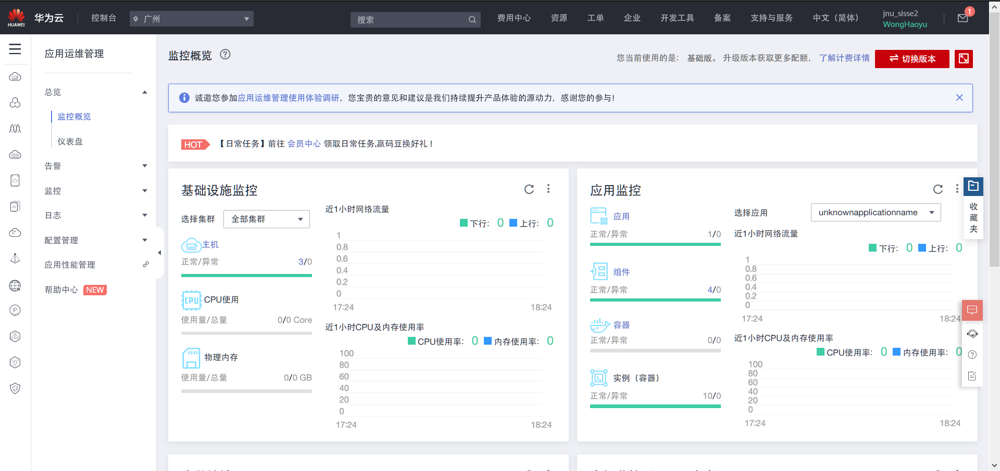 HUAWEI
华为云
控制台
广州
搜索
费用中心
资源
工单
企业
开发工具
备案
支持与服务
中文（简体）
jnu_sisse2
WongHaoyu
1
应用运维管理
总览
监控概览
仪表盘
告警
监控
日志
配置管理
应用性能管理
帮助中心 NEW
监控概览
您当前使用的是： 基础版。 升级版本获取更多配额， 了解计费详情
切换版本
诚邀您参加应用运维管理使用体验调研，您宝贵的意见和建议是我们持续提升产品体验的源动力，感谢您的参与!
HOT 【日常任务】前往 会员中心 领取日常任务,赢码豆换好礼！
基础设施监控
选择集群 全部集群
主机
正常/异常 3/0
CPU CPU使用
使用量/总量 0/0 Core
物理内存
使用量/总量 0/0 GB
近1小时网络流量
下行: 0 上行: 0
1
0.8
0.6
0.4
0.2
0
17:24 18:24
近1小时CPU及内存使用率
CPU使用率: 0 内存使用率: 0
100
80
60
40
20
0
17:24 18:24
应用监控
应用
正常/异常 1/0
组件
正常/异常 4/0
容器
正常/异常 0/0
实例（容器）
正常/异常 10/0
选择应用 unknownapplicationname
近1小时网络流量
下行: 0 上行: 0
1
0.8
0.6
0.4
0.2
0
17:24 18:24
近1小时CPU及内存使用率
CPU使用率: 0 内存使用率: 0
100
80
60
40
20
0
17:24 18:24
收
藏
夹
IP